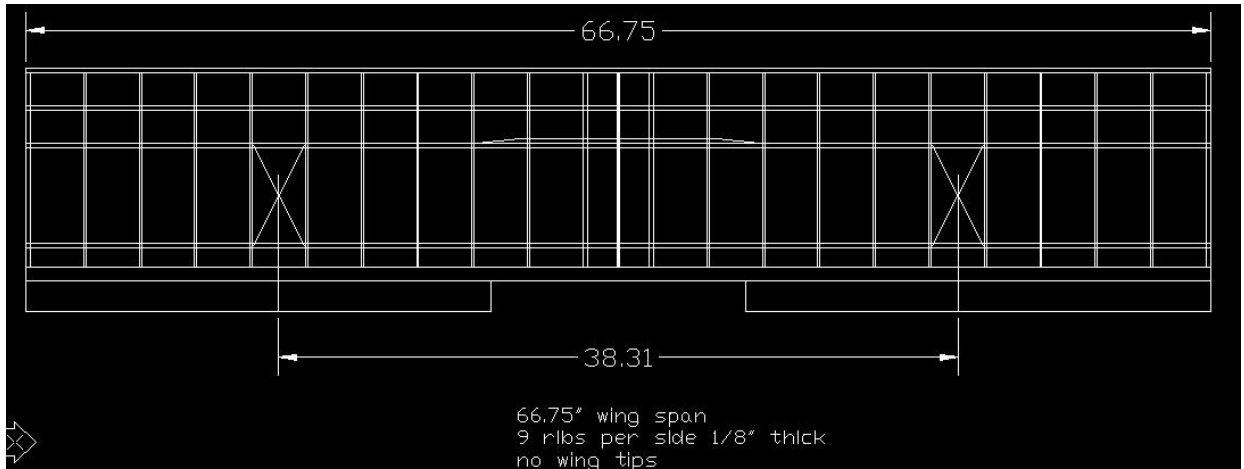 66.75
38.31
66.75" wing span
9 ribs per side 1/8" thick
no wing tips